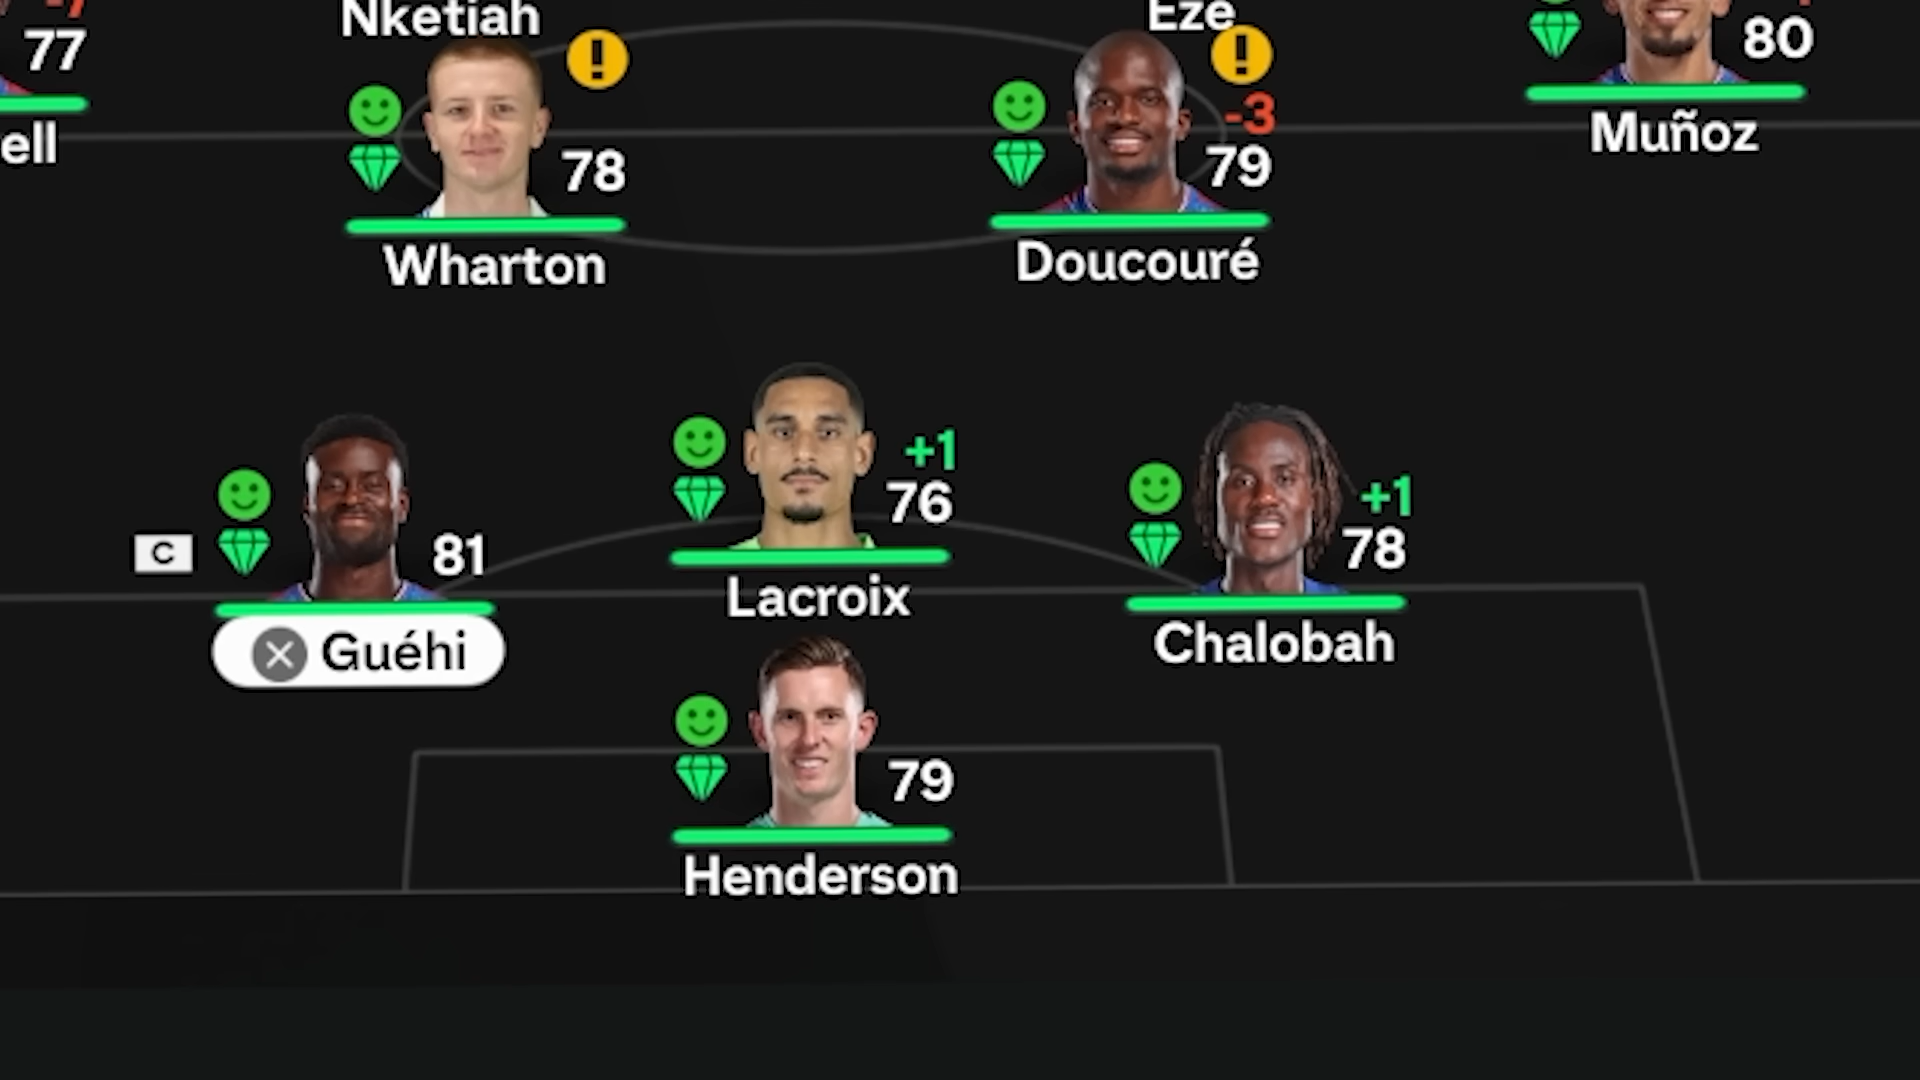 -7
77
ell
Nketiah
!
78
Wharton
Eze
!
-3
79
Doucouré
80
Muñoz
C
81
Guéhi
+1
76
Lacroix
+1
78
Chalobah
79
Henderson